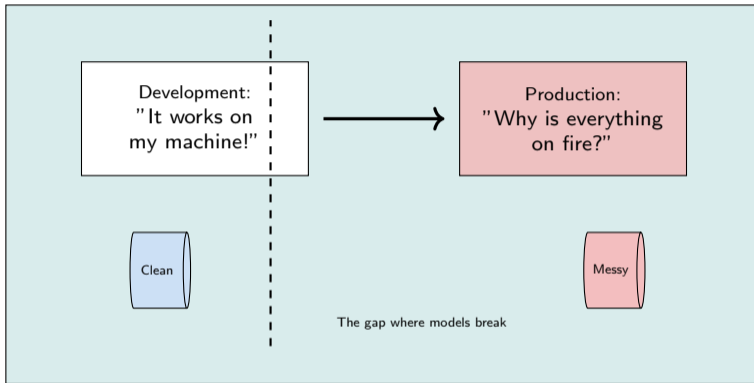 Development:
”It works on
my machine!”
Production:
”Why is everything
on fire?”
Clean
Messy
The gap where models break